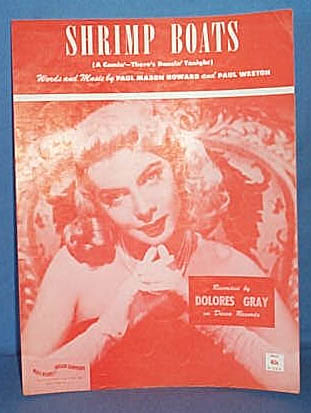 SHRIMP BOATS
(A Comin'—There's Dancin' Tonight)
Words and Music by PAUL MASON HOWARD and PAUL WESTON
Recorded by
DOLORES GRAY
on Decca Records